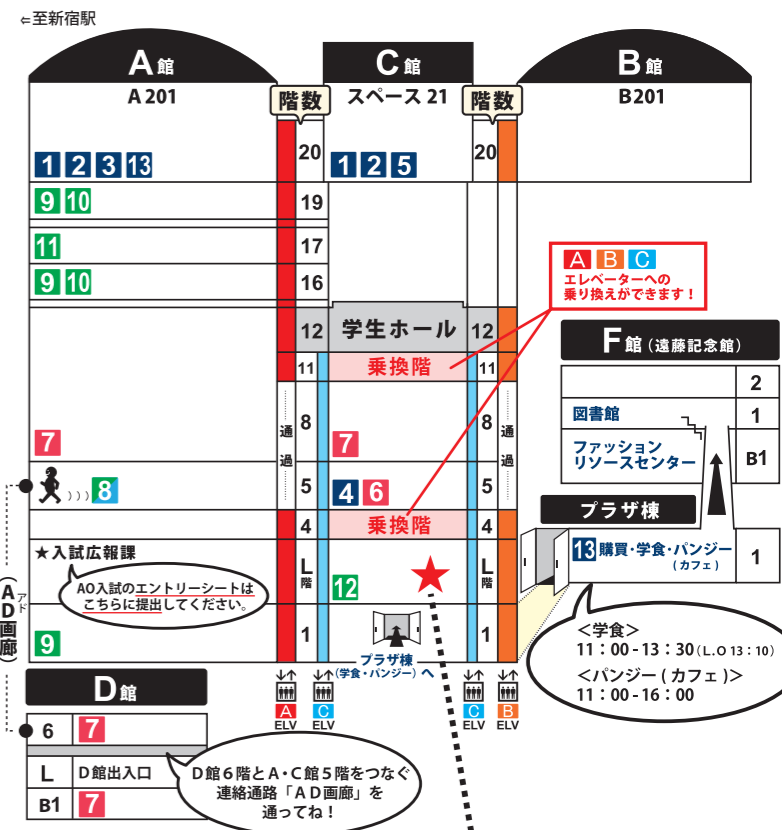 ⇐至新宿駅
A館
A201
階数
C館
スペース21
階数
B館
B201
1 2 3 13
20
1 2 5
20
9 10
19
11
17
9 10
16
A B C
エレベーターへの
乗り換えができます!
12
学生ホール
12
11
乗換階
11
7
通過
8
7
8
通過
)))8
5
4 6
5
4
乗換階
4
★入試広報課
AO入試のエントリーシートは
こちらに提出してください。
L階
12
L階
9
1
プラザ棟
(学食・パンジー)へ
1
A
ELV
C
ELV
C
ELV
B
ELV
F館(遠藤記念館)
2
図書館
1
ファッション
リソースセンター
B1
プラザ棟
13 購買・学食・パンジー
(カフェ)
1
<学食>
11:00-13:30(L.O 13:10)
<パンジー(カフェ)>
11:00-16:00
(AD画廊)
アド
D館
6
7
L
D館出入口
B1
7
D館6階とA・C館5階をつなぐ
連絡通路「AD画廊」を
通ってね!